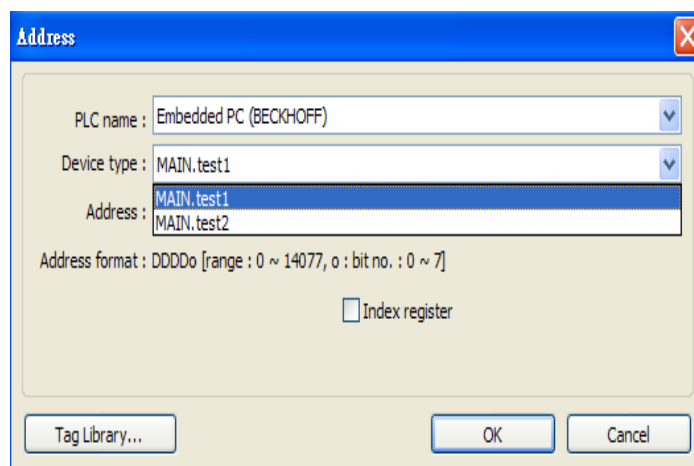 Address
PLC name : Embedded PC (BECKHOFF)
Device type : MAIN.test1
MAIN.test1
Address :
MAIN.test2
Address format : DDDDo [range : 0 ~ 14077, o : bit no. : 0 ~ 7]
Index register
Tag Library... OK Cancel